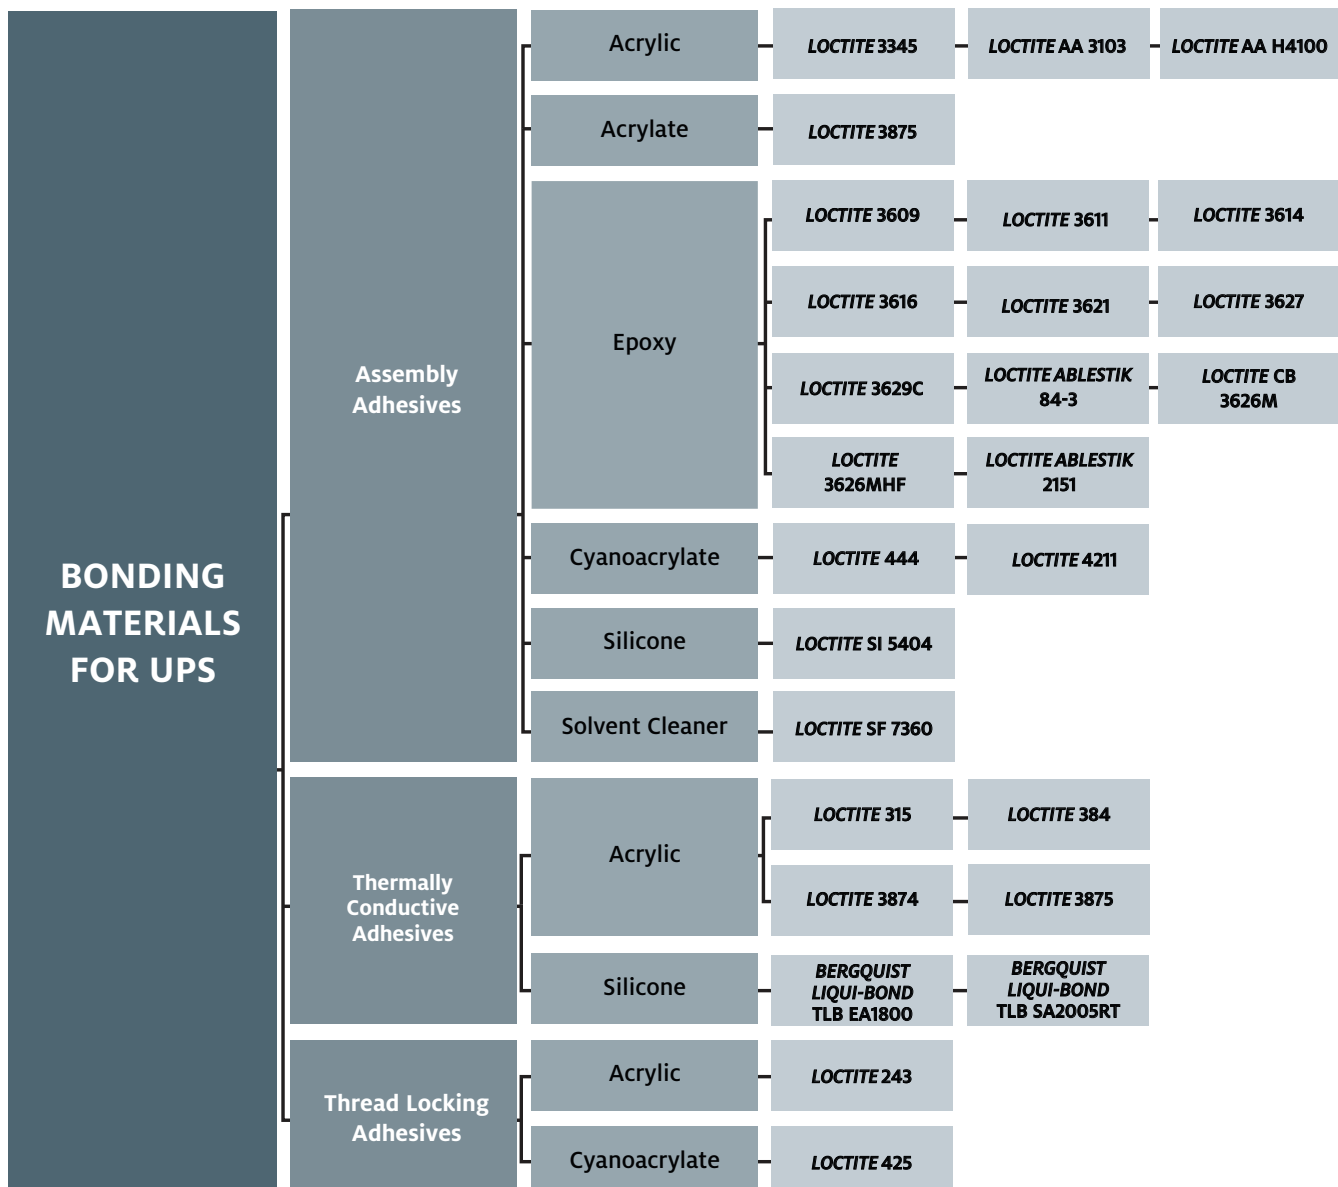 BONDING
MATERIALS
FOR UPS
Assembly
Adhesives
Acrylic
LOCTITE 3345
LOCTITE AA 3103
LOCTITE AA H4100
Acrylate
LOCTITE 3875
Epoxy
LOCTITE 3609
LOCTITE 3611
LOCTITE 3614
LOCTITE 3616
LOCTITE 3621
LOCTITE 3627
LOCTITE 3629C
LOCTITE ABLESTIK
84-3
LOCTITE CB
3626M
LOCTITE
3626MHF
LOCTITE ABLESTIK
2151
Cyanoacrylate
LOCTITE 444
LOCTITE 4211
Silicone
LOCTITE SI 5404
Solvent Cleaner
LOCTITE SF 7360
Thermally
Conductive
Adhesives
Acrylic
LOCTITE 315
LOCTITE 384
LOCTITE 3874
LOCTITE 3875
Silicone
BERGQUIST
LIQUI-BOND
TLB EA1800
BERGQUIST
LIQUI-BOND
TLB SA2005RT
Thread Locking
Adhesives
Acrylic
LOCTITE 243
Cyanoacrylate
LOCTITE 425